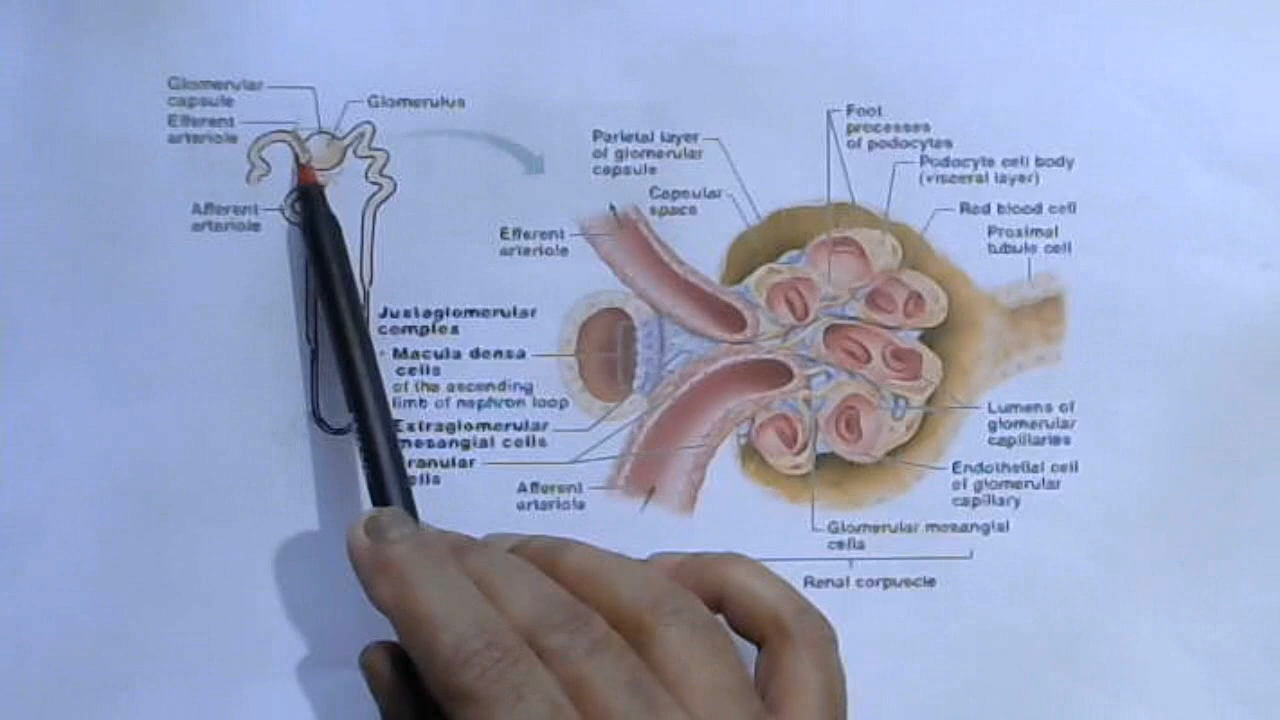 Glomerular
capsule
Glomerulus
Efferent
arteriole
Afferent
arteriole
Parietal layer
of glomerular
capsule
Capsular
space
Efferent
arteriole
Foot
processes
of podocytes
Podocyte cell body
(visceral layer)
Red blood cell
Proximal
tubule cell
Juxtaglomerular
complex
• Macula densa
cells
of the ascending
limb of nephron loop
Extraglomerular
mesangial cells
ranular
ells
Afferent
arteriole
Lumens of
glomerular
capillaries
Endothelial cell
of glomerular
capillary
Glomerular mesangial
cells
Renal corpuscle